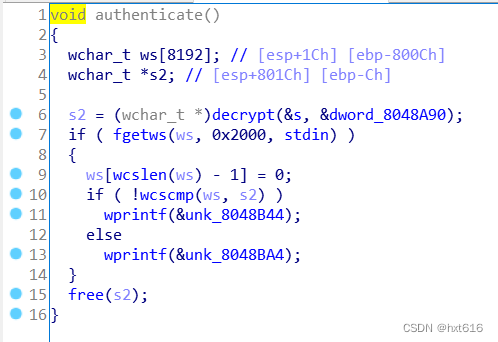 1 void authenticate()
2 {
3 wchar_t ws[8192]; // [esp+1Ch] [ebp-800Ch]
4 wchar_t *s2; // [esp+801Ch] [ebp-Ch]
5
6 s2 = (wchar_t *)decrypt(&s, &dword_8048A90);
7 if ( fgetws(ws, 0x2000, stdin) )
8 {
9 ws[wcslen(ws) - 1] = 0;
10 if ( !wcscmp(ws, s2) )
11 wprintf(&unk_8048B44);
12 else
13 wprintf(&unk_8048BA4);
14 }
15 free(s2);
16 }
CSDN @hxt616